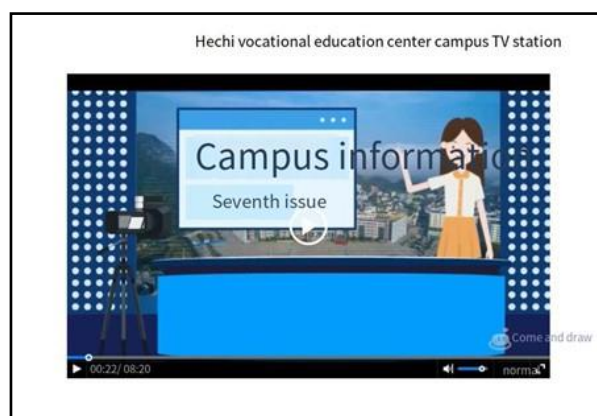 Hechi vocational education center campus TV station
Campus information
Seventh issue
Come and draw
00:22/ 08:20
normal